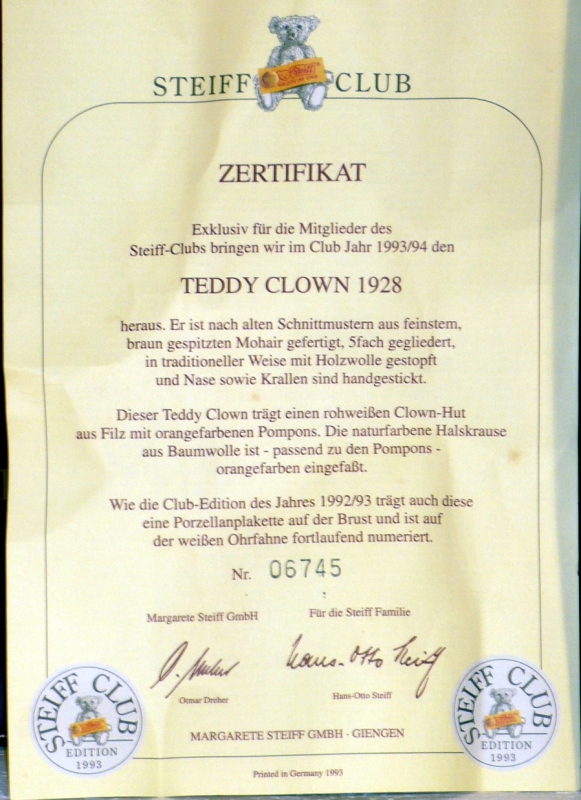 STEIFF CLUB
ZERTIFIKAT
Exklusiv für die Mitglieder des
Steiff-Clubs bringen wir im Club Jahr 1993/94 den
TEDDY CLOWN 1928
heraus. Er ist nach alten Schnittmustern aus feinstem,
braun gespitzten Mohair gefertigt, 5fach gegliedert,
in traditioneller Weise mit Holzwolle gestopft
und Nase sowie Krallen sind handgestickt.
Dieser Teddy Clown trägt einen rohweißen Clown-Hut
aus Filz mit orangefarbenen Pompons. Die naturfarbene Halskrause
aus Baumwolle ist - passend zu den Pompons -
orangefarben eingefaßt.
Wie die Club-Edition des Jahres 1992/93 trägt auch diese
eine Porzellanplakette auf der Brust und ist auf
der weißen Ohrfahne fortlaufend numeriert.
Nr. 06745
Margarete Steiff GmbH Für die Steiff Familie
O. Dreher Hans-Otto Steiff
Otmar Dreher Hans-Otto Steiff
STEIFF CLUB
EDITION
1993
STEIFF CLUB
EDITION
1993
MARGARETE STEIFF GMBH · GIENGEN
Printed in Germany 1993